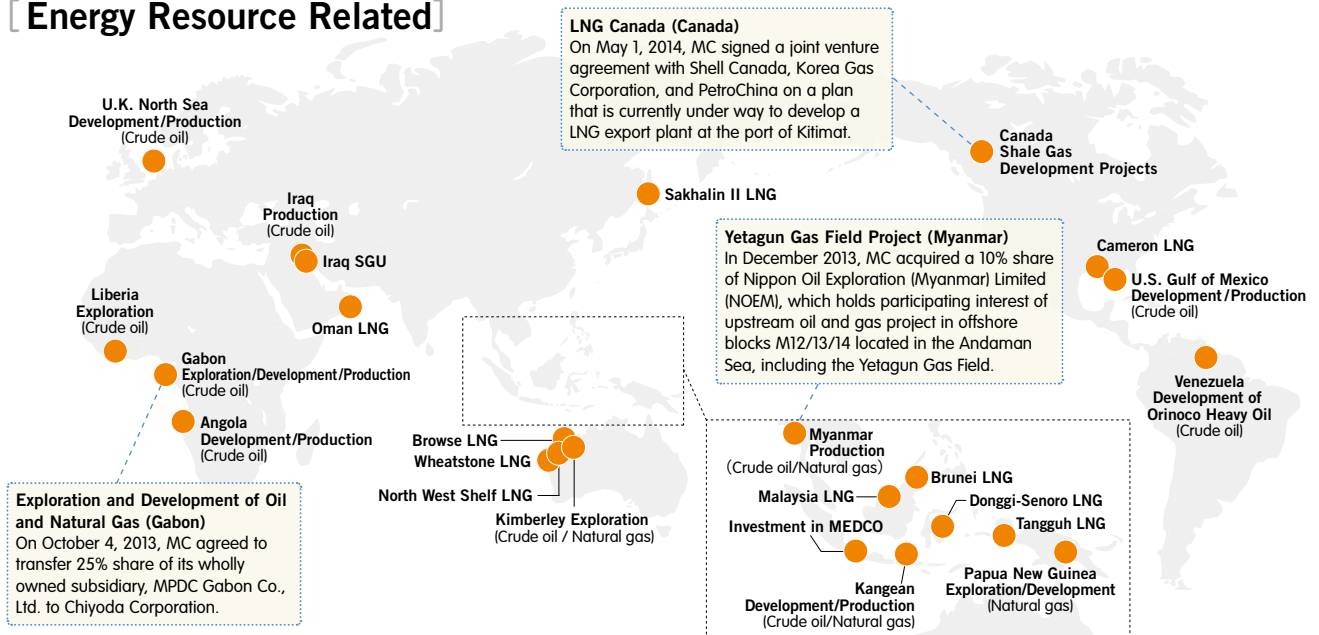 [Energy Resource Related]
LNG Canada (Canada)
On May 1, 2014, MC signed a joint venture
agreement with Shell Canada, Korea Gas
Corporation, and PetroChina on a plan
that is currently under way to develop a
LNG export plant at the port of Kitimat.
U.K. North Sea
Development/Production
(Crude oil)
Canada
Shale Gas
Development Projects
Sakhalin II LNG
Iraq
Production
(Crude oil)
Iraq SGU
Yetagun Gas Field Project (Myanmar)
In December 2013, MC acquired a 10% share
of Nippon Oil Exploration (Myanmar) Limited
(NOEM), which holds participating interest of
upstream oil and gas project in offshore
blocks M12/13/14 located in the Andaman
Sea, including the Yetagun Gas Field.
Cameron LNG
U.S. Gulf of Mexico
Development/Production
(Crude oil)
Liberia
Exploration
(Crude oil)
Oman LNG
Gabon
Exploration/Development/Production
(Crude oil)
Venezuela
Development of
Orinoco Heavy Oil
(Crude oil)
Angola
Development/Production
(Crude oil)
Browse LNG
Wheatstone LNG
North West Shelf LNG
Kimberley Exploration
(Crude oil / Natural gas)
Myanmar
Production
(Crude oil/Natural gas)
Brunei LNG
Malaysia LNG
Donggi-Senoro LNG
Investment in MEDCO
Tangguh LNG
Papua New Guinea
Exploration/Development
(Natural gas)
Kangean
Development/Production
(Crude oil/Natural gas)
Exploration and Development of Oil
and Natural Gas (Gabon)
On October 4, 2013, MC agreed to
transfer 25% share of its wholly
owned subsidiary, MPDC Gabon Co.,
Ltd. to Chiyoda Corporation.